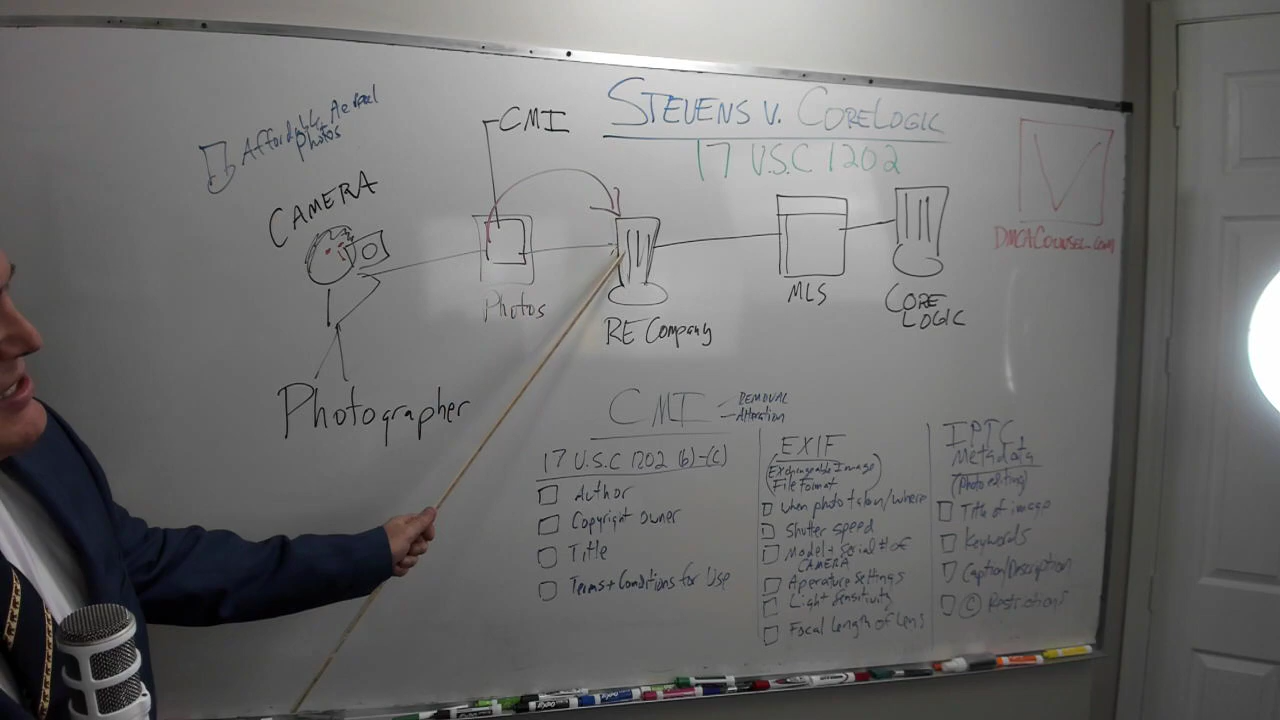 Affordable Aerial
Photos
CAMERA
CMI
STEVENS V. CORELOGIC
17 U.S.C 1202
DMCACOUNSEL.COM
Photos
RE Company
MLS
CORE
LOGIC
Photographer
CMI
REMOVAL
Alteration
17 U.S.C 1202 (b)-(c)
Author
Copyright owner
Title
Terms + Conditions for Use
EXIF
(Exchangeable Image
File Format)
when photo taken/where
Shutter speed
Model + Serial # of
CAMERA
Aperature Settings
Light Sensitivity
Focal Length of Lens
IPTC
Metadata
(Photo editing)
Title of image
Keywords
Caption/Description
© Restrictions